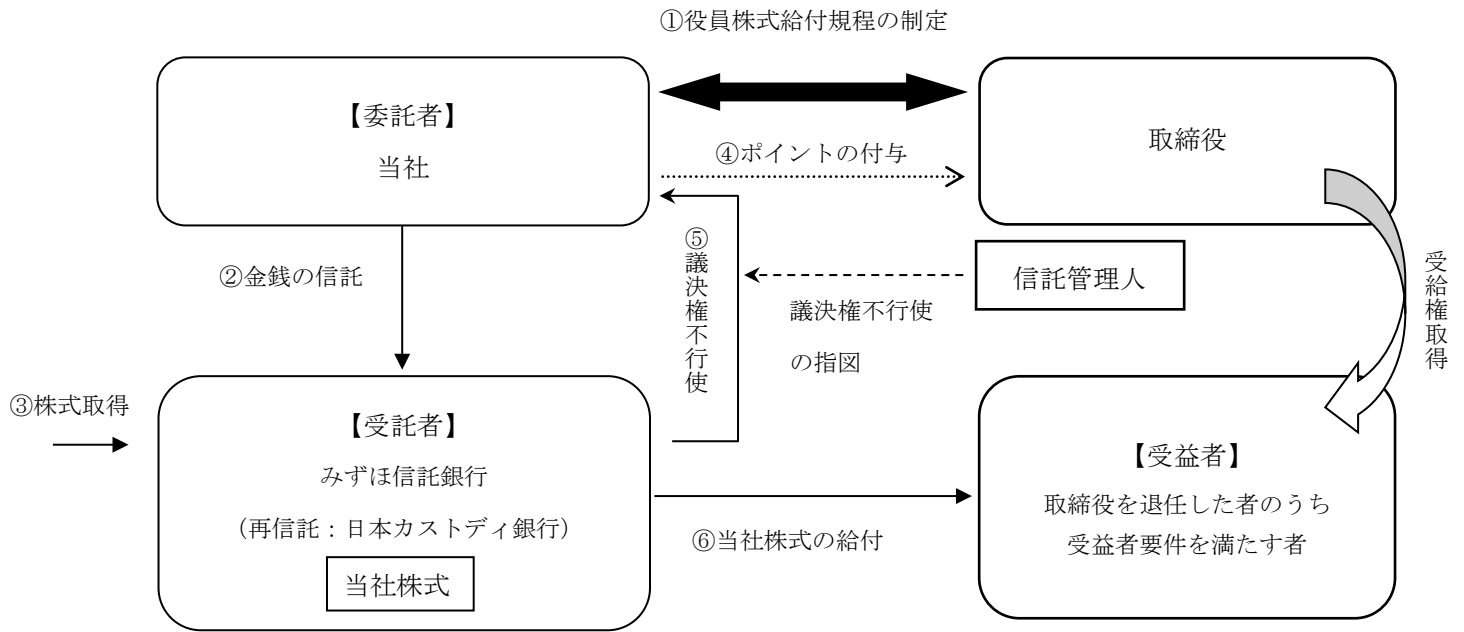 ①役員株式給付規程の制定
【委託者】
当社
取締役
④ポイントの付与
②金銭の信託
⑤議決権不行使
信託管理人
議決権不行使
の指図
受給権取得
③株式取得
【受託者】
みずほ信託銀行
（再信託：日本カストディ銀行）
当社株式
⑥当社株式の給付
【受益者】
取締役を退任した者のうち
受益者要件を満たす者